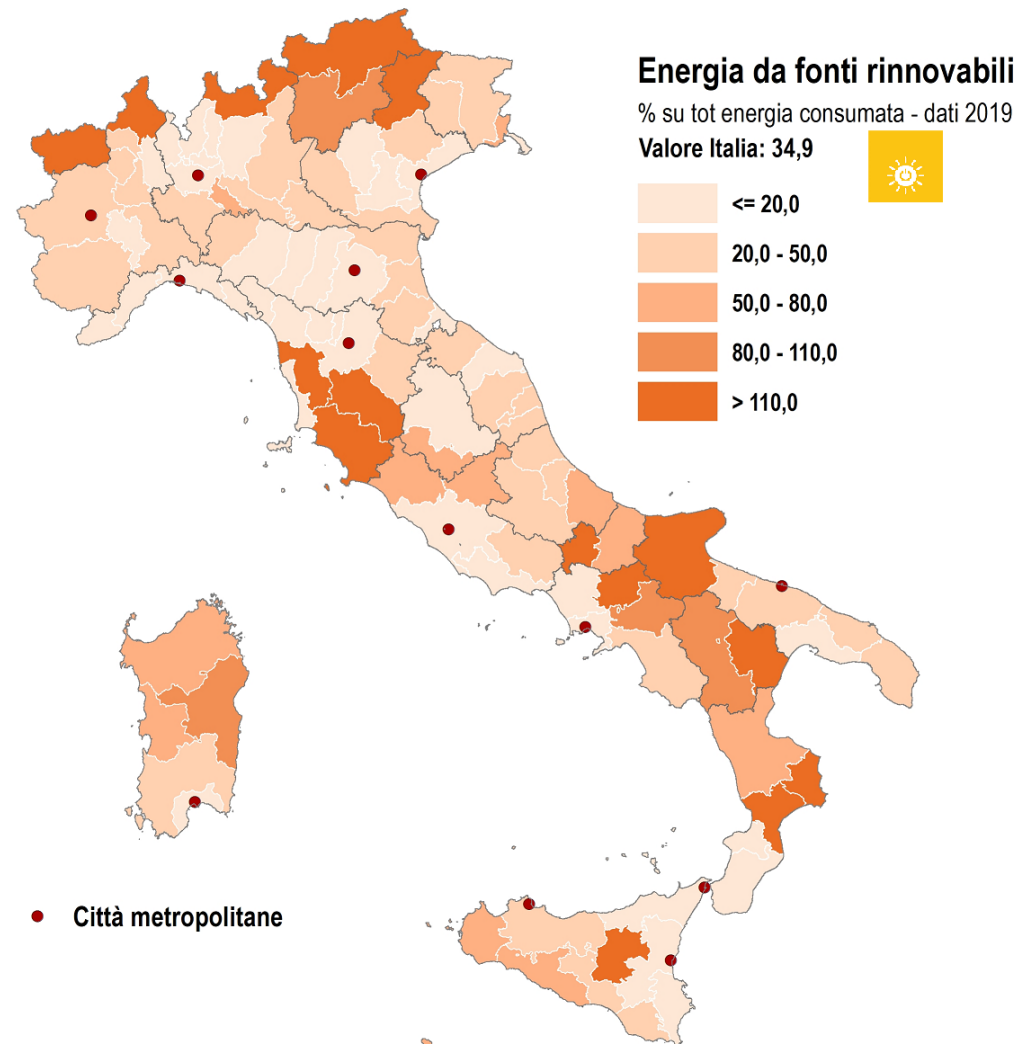 Energia da fonti rinnovabili
% su tot energia consumata - dati 2019
Valore Italia: 34,9
<= 20,0
20,0 - 50,0
50,0 - 80,0
80,0 - 110,0
> 110,0
Città metropolitane